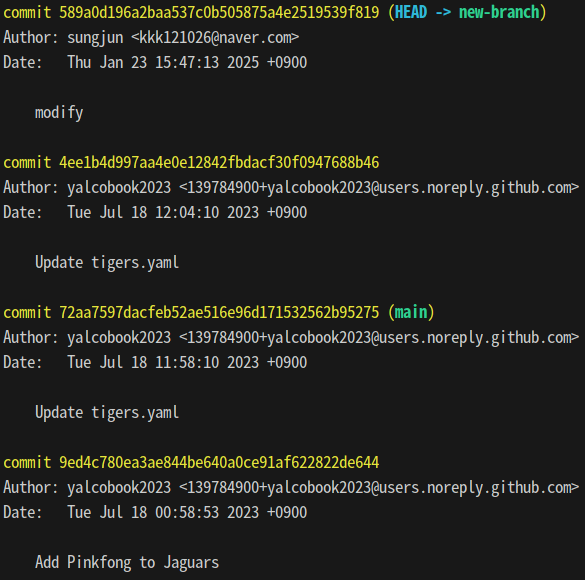 commit 589a0d196a2baa537c0b505875a4e2519539f819 (HEAD -> new-branch)
Author: sungjun <kkk121026@naver.com>
Date:   Thu Jan 23 15:47:13 2025 +0900
modify
commit 4ee1b4d997aa4e0e12842fbdacf30f0947688b46
Author: yalcobook2023 <139784900+yalcobook2023@users.noreply.github.com>
Date:   Tue Jul 18 12:04:10 2023 +0900
Update tigers.yaml
commit 72aa7597dacfeb52ae516e96d171532562b95275 (main)
Author: yalcobook2023 <139784900+yalcobook2023@users.noreply.github.com>
Date:   Tue Jul 18 11:58:10 2023 +0900
Update tigers.yaml
commit 9ed4c780ea3ae844be640a0ce91af622822de644
Author: yalcobook2023 <139784900+yalcobook2023@users.noreply.github.com>
Date:   Tue Jul 18 00:58:53 2023 +0900
Add Pinkfong to Jaguars